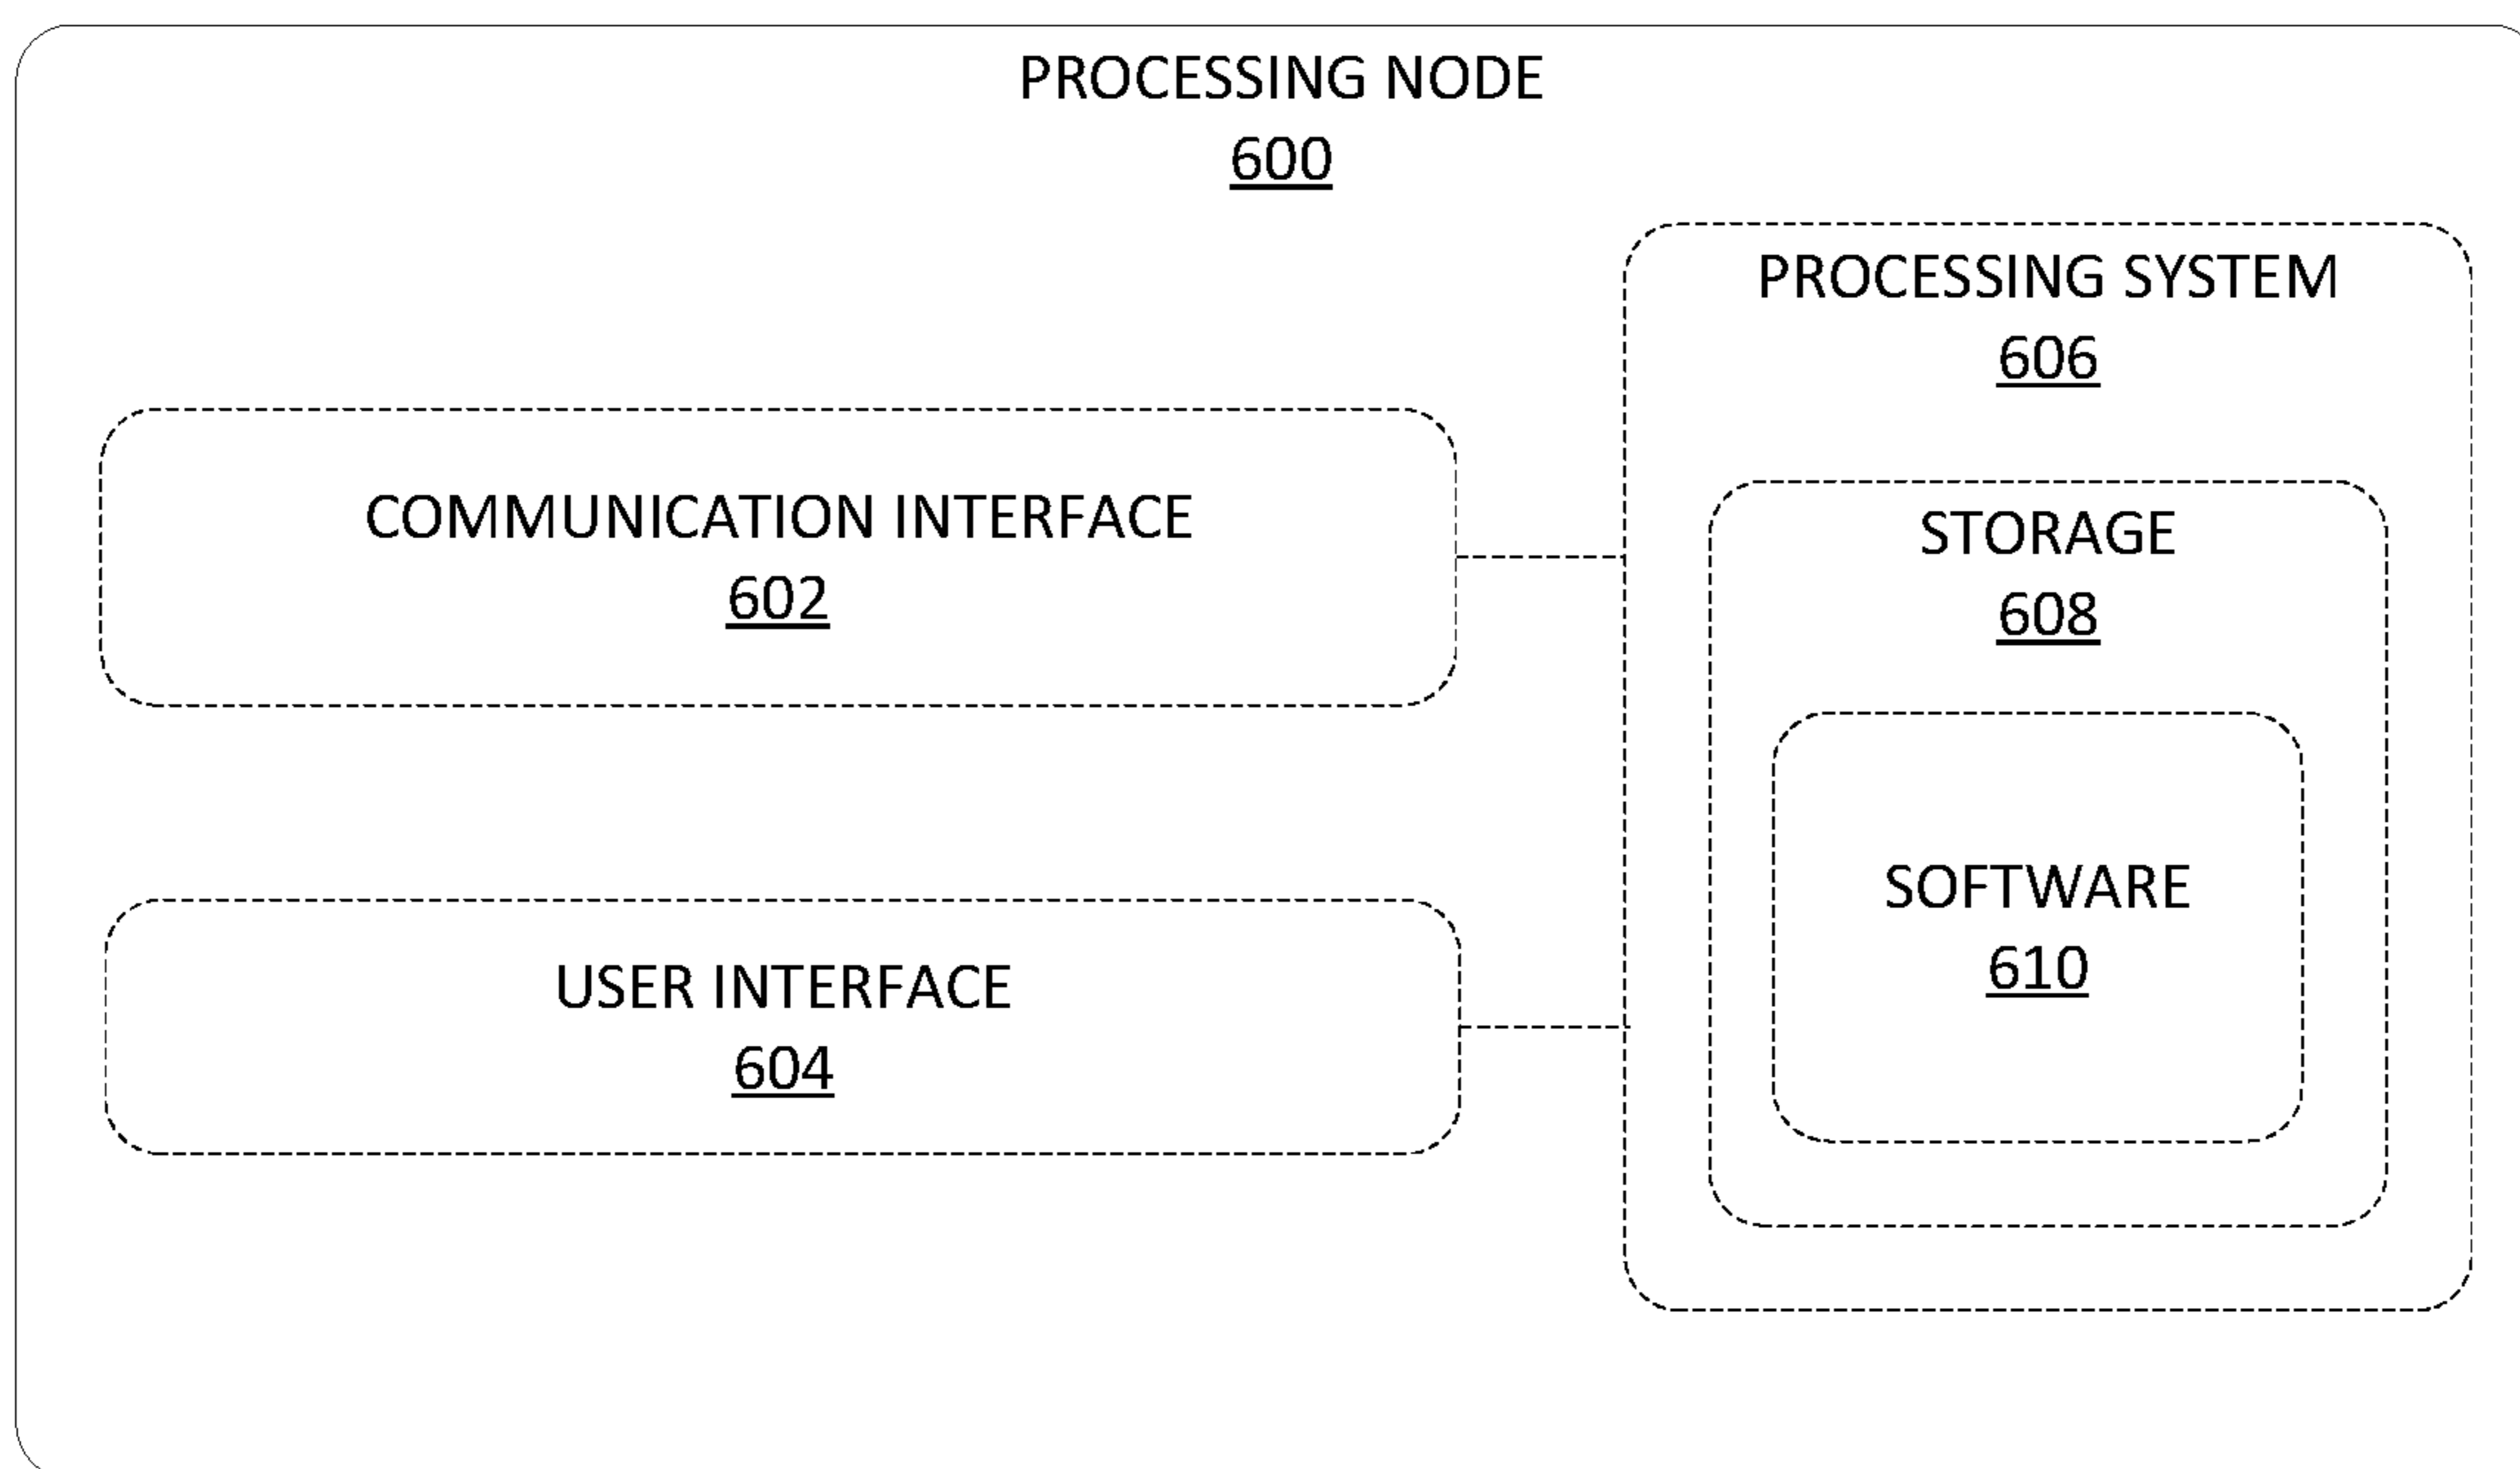 PROCESSING NODE
600
PROCESSING SYSTEM
606
COMMUNICATION INTERFACE
602
STORAGE
608
SOFTWARE
610
USER INTERFACE
604